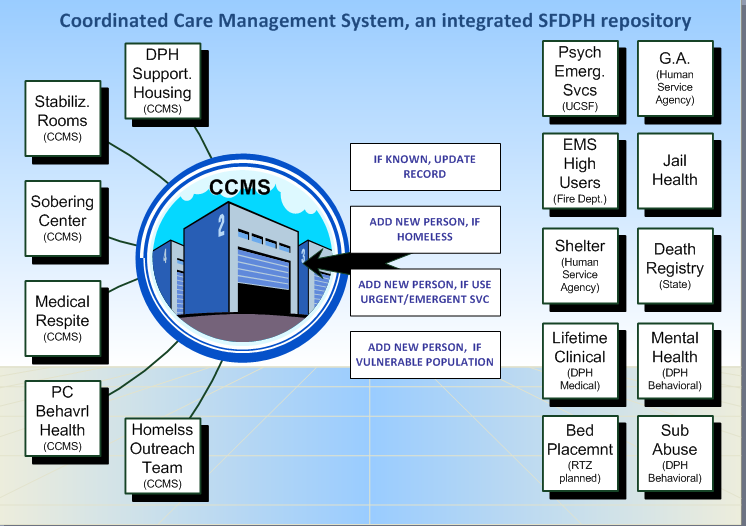 Coordinated Care Management System, an integrated SFDPH repository
DPH
Support.
Housing
(CCMS)
Stabiliz.
Rooms
(CCMS)
Sobering
Center
(CCMS)
Medical
Respite
(CCMS)
PC
Behavrl
Health
(CCMS)
Homelss
Outreach
Team
(CCMS)
CCMS
2
4
3
IF KNOWN, UPDATE
RECORD
ADD NEW PERSON, IF
HOMELESS
ADD NEW PERSON, IF USE
URGENT/EMERGENT SVC
ADD NEW PERSON, IF
VULNERABLE POPULATION
Psych
Emerg.
Svcs
(UCSF)
G.A.
(Human
Service
Agency)
EMS
High
Users
(Fire Dept.)
Jail
Health
Shelter
(Human
Service
Agency)
Death
Registry
(State)
Lifetime
Clinical
(DPH
Medical)
Mental
Health
(DPH
Behavioral)
Bed
Placemnt
(RTZ
planned)
Sub
Abuse
(DPH
Behavioral)